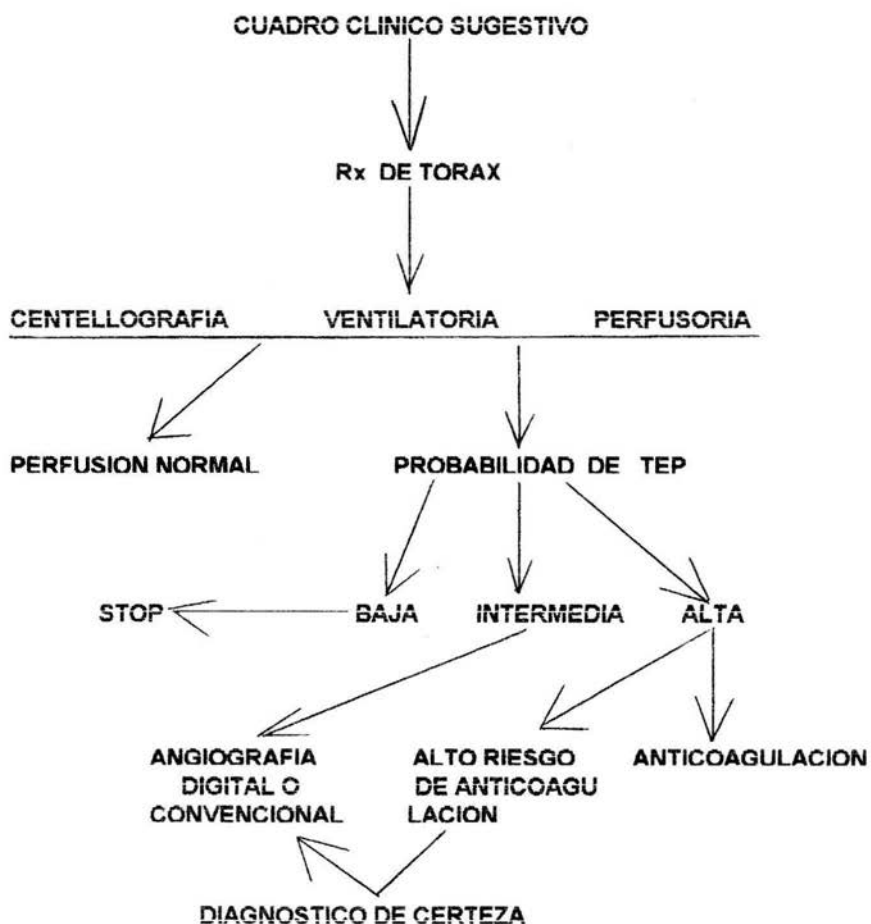 CUADRO CLINICO SUGESTIVO
Rx DE TORAX
CENTELLOGRAFIA VENTILATORIA PERFUSORIA
PERFUSION NORMAL PROBABILIDAD DE TEP
STOP BAJA INTERMEDIA ALTA
ANGIOGRAFIA
DIGITAL O
CONVENCIONAL
ALTO RIESGO
DE ANTICOAGU
LACION
ANTICOAGULACION
DIAGNOSTICO DE CERTEZA